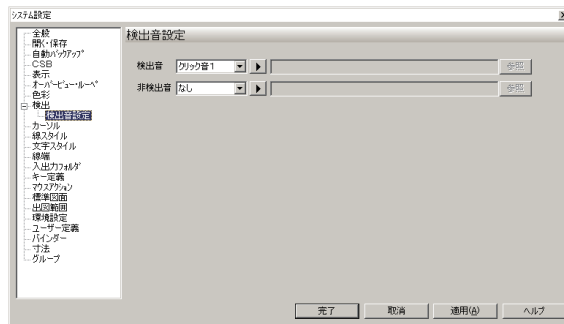 システム設定
全般
開く・保存
自動バックアップ
CSB
表示
オーバービュー・ルーペ
色彩
検出
検出音設定
カーソル
線スタイル
文字スタイル
線端
入出力フォルダ
キー定義
マウスアクション
標準図面
出図範囲
環境設定
ユーザー定義
バインダー
寸法
グループ
検出音設定
検出音 クリック音1 参照
非検出音 なし 参照
完了 取消 適用(A) ヘルプ